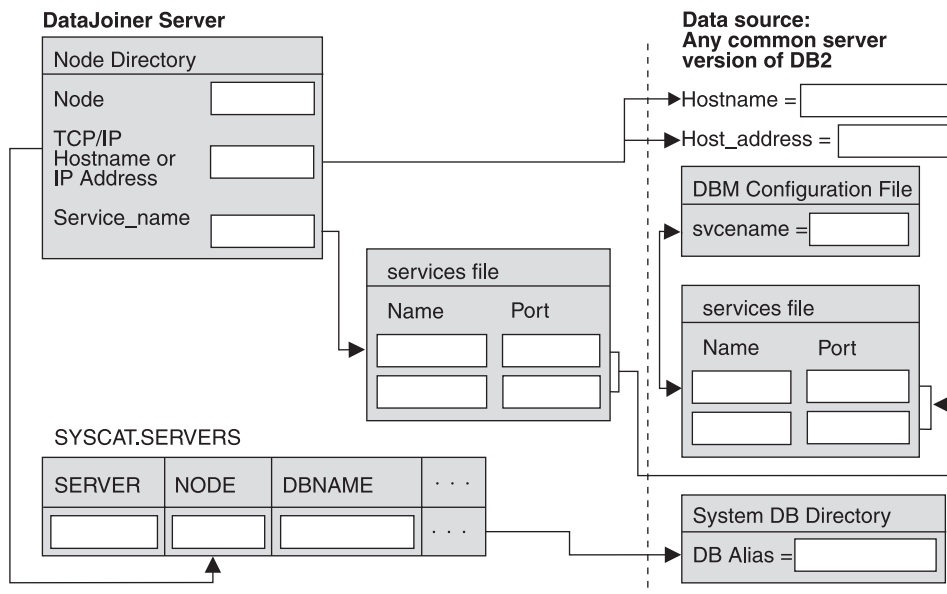 DataJoiner Server
Node Directory
Node
TCP/IP
Hostname or
IP Address
Service_name
services file
Name Port
SYSCAT.SERVERS
SERVER NODE DBNAME . . .
. . .
Data source:
Any common server
version of DB2
Hostname =
Host_address =
DBM Configuration File
svcename =
services file
Name Port
System DB Directory
DB Alias =